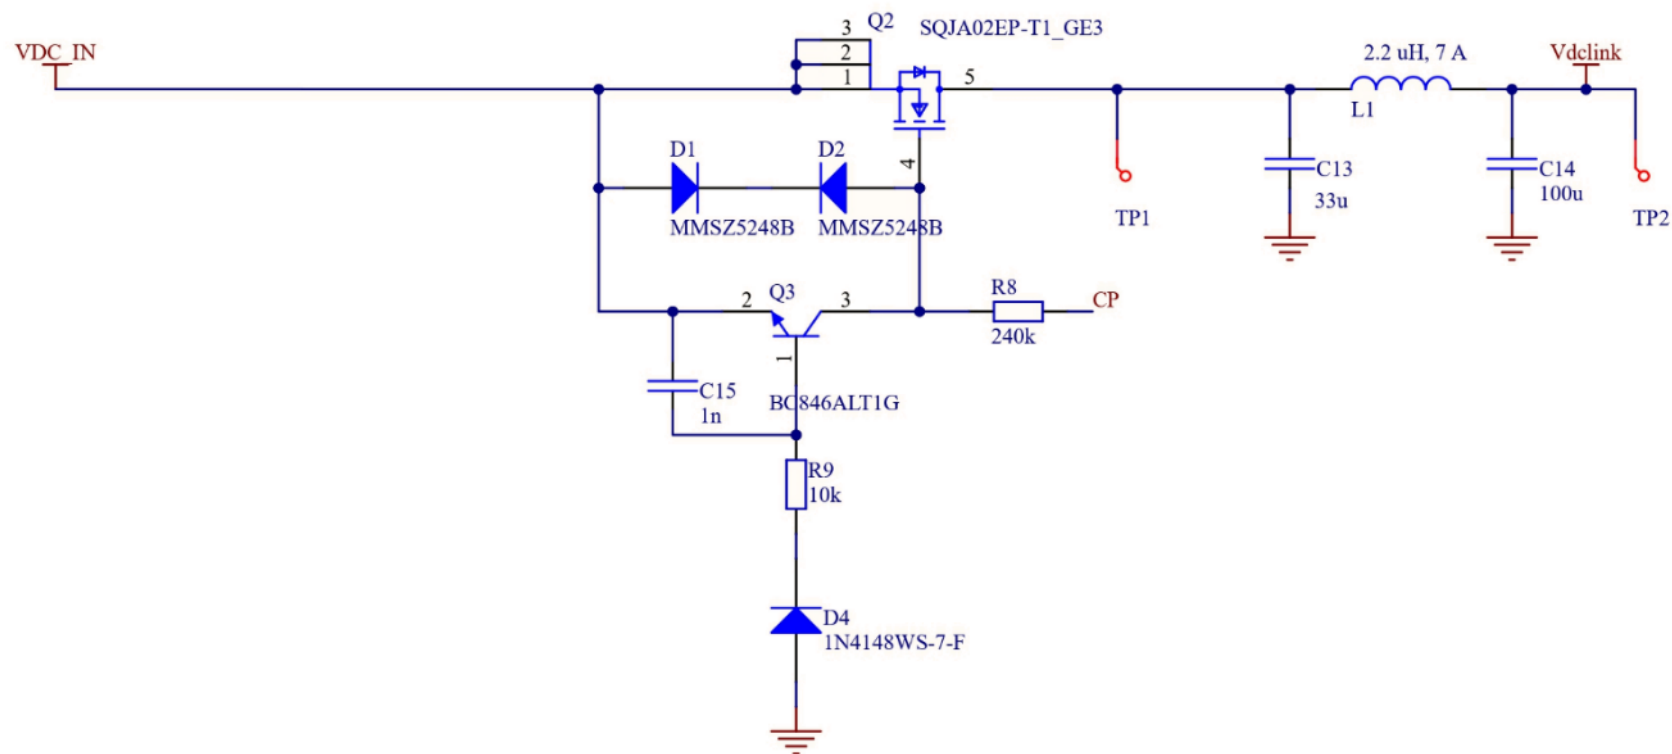 VDC_IN
3
Q2
SQJA02EP-T1_GE3
2
1
5
2.2 uH, 7 A
Vdclink
L1
4
D1
D2
MMSZ5248B
MMSZ5248B
C13
33u
C14
100u
TP1
TP2
2
Q3
3
R8
CP
240k
1
C15
1n
BC846ALT1G
R9
10k
D4
1N4148WS-7-F